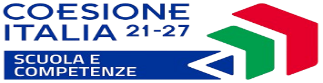 COESIONE
ITALIA 21-27
SCUOLA E
COMPETENZE